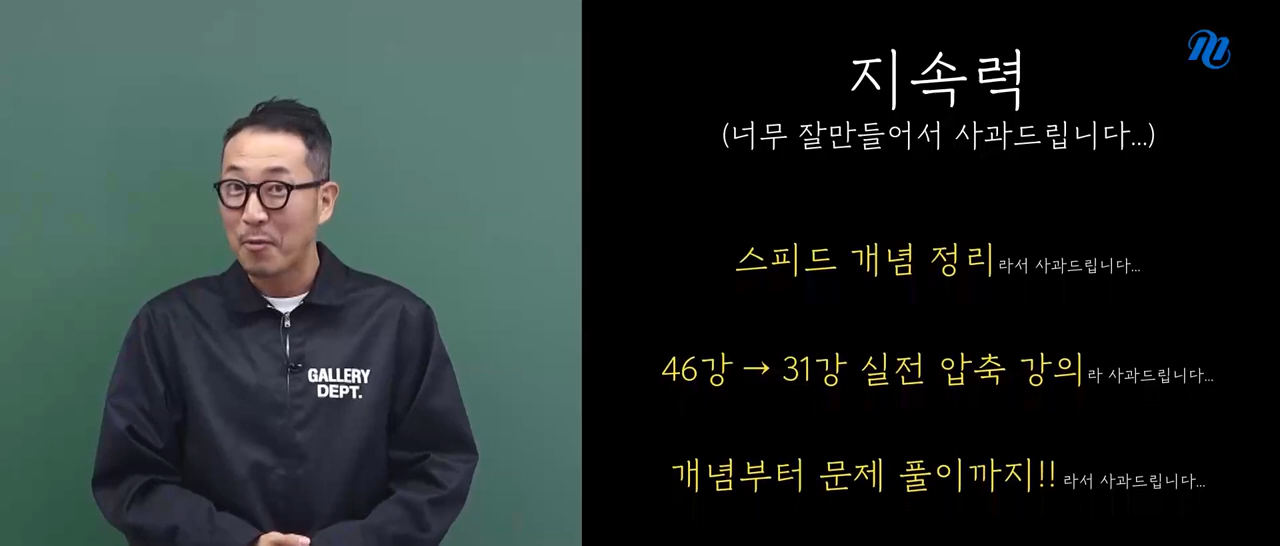 지속력
(너무 잘만들어서 사과드립니다...)
스피드 개념 정리라서 사과드립니다...
46강 → 31강 실전 압축 강의라 사과드립니다...
개념부터 문제 풀이까지!! 라서 사과드립니다...
GALLERY
DEPT.